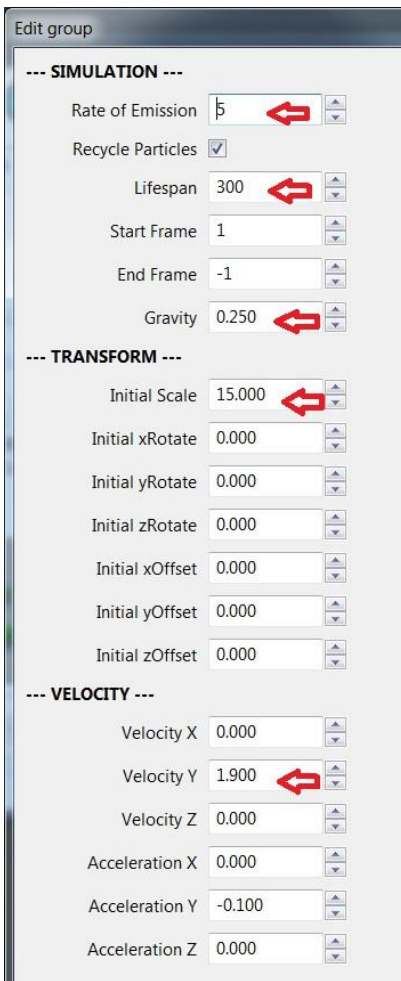 Edit group
--- SIMULATION ---
Rate of Emission 5
Recycle Particles
Lifespan 300
Start Frame 1
End Frame -1
Gravity 0.250
--- TRANSFORM ---
Initial Scale 15.000
Initial xRotate 0.000
Initial yRotate 0.000
Initial zRotate 0.000
Initial xOffset 0.000
Initial yOffset 0.000
Initial zOffset 0.000
--- VELOCITY ---
Velocity X 0.000
Velocity Y 1.900
Velocity Z 0.000
Acceleration X 0.000
Acceleration Y -0.100
Acceleration Z 0.000